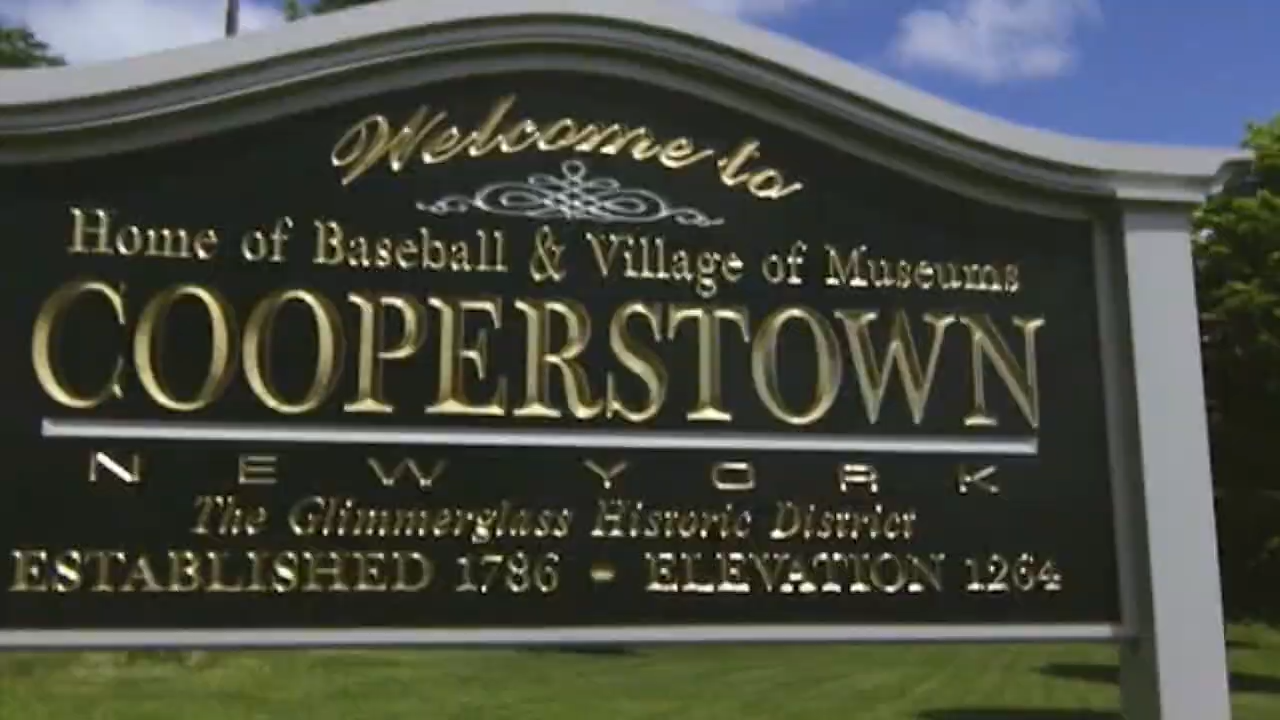 Welcome to
Home of Baseball & Village of Museums
COOPERSTOWN
NEW YORK
The Glimmerglass Historic District
ESTABLISHED 1786 - ELEVATION 1264